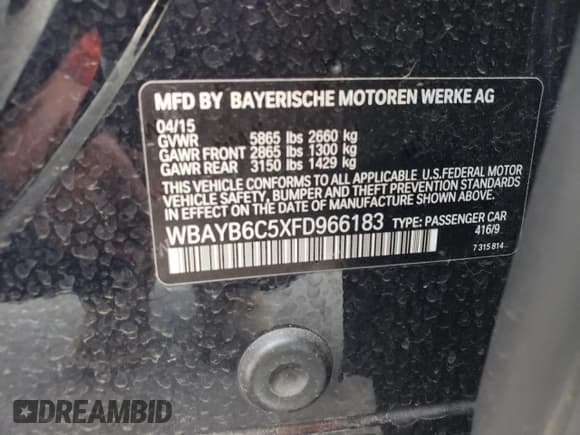 MFD BY BAYERISCHE MOTOREN WERKE AG
04/15
GVWR 5865 lbs 2660 kg
GAWR FRONT 2865 lbs 1300 kg
GAWR REAR 3150 lbs 1429 kg
THIS VEHICLE CONFORMS TO ALL APPLICABLE U.S.FEDERAL MOTOR
VEHICLE SAFETY, BUMPER AND THEFT PREVENTION STANDARDS
IN EFFECT ON THE DATE OF MANUFACTURE SHOWN ABOVE.
WBAYB6C5XFD966183 TYPE: PASSENGER CAR
416/9
7 315 814
DREAMBID